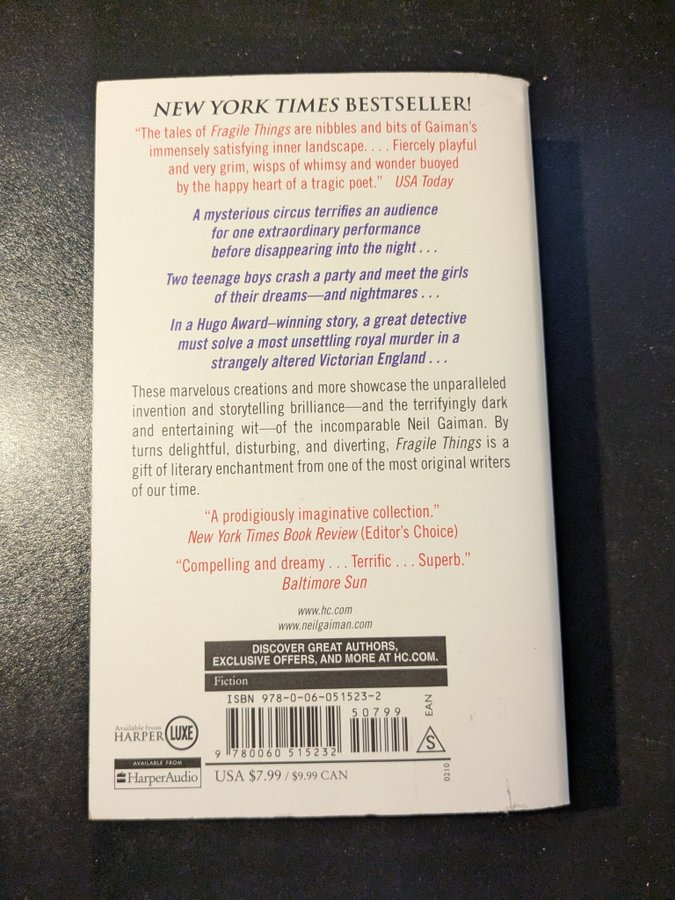 NEW YORK TIMES BESTSELLER!
“The tales of Fragile Things are nibbles and bits of Gaiman’s
immensely satisfying inner landscape. . . . Fiercely playful
and very grim, wisps of whimsy and wonder buoyed
by the happy heart of a tragic poet.” USA Today
A mysterious circus terrifies an audience
for one extraordinary performance
before disappearing into the night . . .
Two teenage boys crash a party and meet the girls
of their dreams—and nightmares . . .
In a Hugo Award–winning story, a great detective
must solve a most unsettling royal murder in a
strangely altered Victorian England . . .
These marvelous creations and more showcase the unparalleled
invention and storytelling brilliance—and the terrifyingly dark
and entertaining wit—of the incomparable Neil Gaiman. By
turns delightful, disturbing, and diverting, Fragile Things is a
gift of literary enchantment from one of the most original writers
of our time.
“A prodigiously imaginative collection.”
New York Times Book Review (Editor’s Choice)
“Compelling and dreamy . . . Terrific . . . Superb.”
Baltimore Sun
www.hc.com
www.neilgaiman.com
DISCOVER GREAT AUTHORS,
EXCLUSIVE OFFERS, AND MORE AT HC.COM.
Fiction
ISBN 978-0-06-051523-2
50799
EAN
S
9 780060 515232
Available from
HARPER LUXE
AVAILABLE FROM
HarperAudio
USA $7.99 / $9.99 CAN
0210